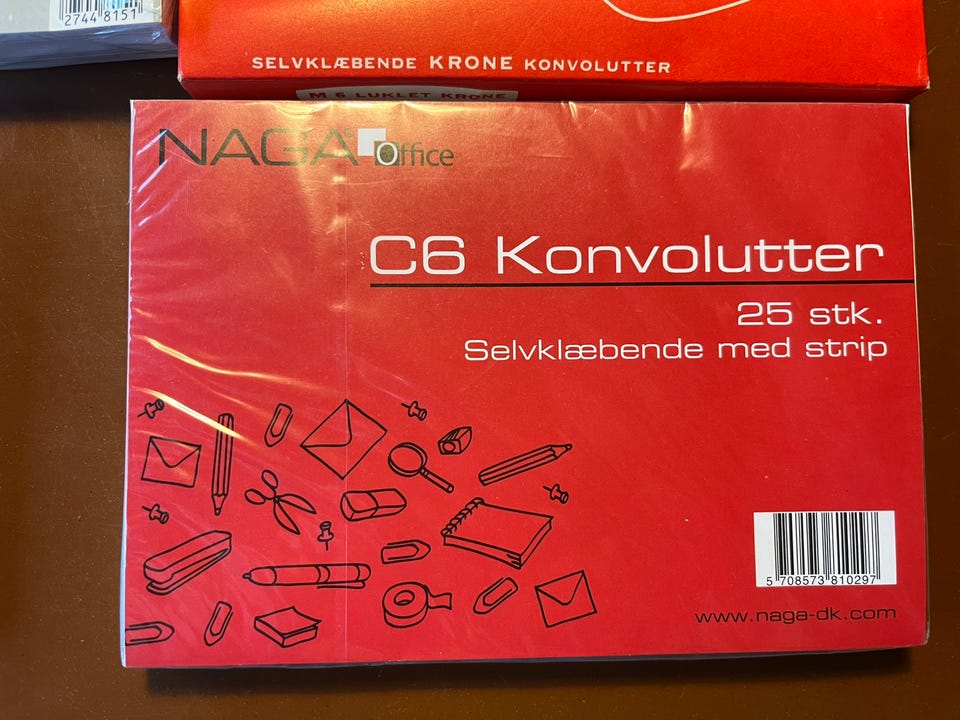 2744 8151
SELVKLÆBENDE KRONE KONVOLUTTER
M 6 LUKLET KRONE
NAGA® Office
C6 Konvolutter
25 stk.
Selvklæbende med strip
5 708573 810297
www.naga-dk.com